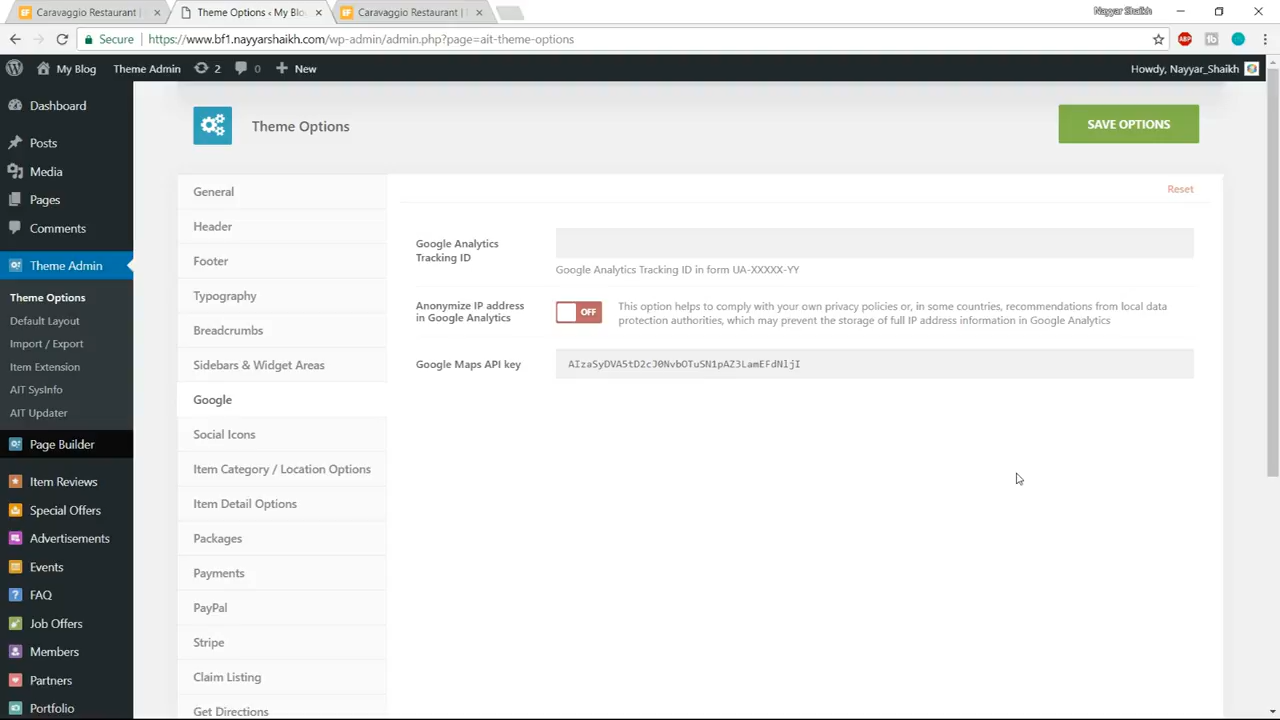 Caravaggio Restaurant |
Theme Options ‹ My Blo
Caravaggio Restaurant |
Nayyar Shaikh
Secure
https://www.bf1.nayyarshaikh.com/wp-admin/admin.php?page=ait-theme-options
ABP
My Blog
Theme Admin
2
0
New
Howdy, Nayyar_Shaikh
Dashboard
Posts
Media
Pages
Comments
Theme Admin
Theme Options
Default Layout
Import / Export
Item Extension
AIT SysInfo
AIT Updater
Page Builder
Item Reviews
Special Offers
Advertisements
Events
FAQ
Job Offers
Members
Partners
Portfolio
Theme Options
SAVE OPTIONS
General
Header
Footer
Typography
Breadcrumbs
Sidebars & Widget Areas
Google
Social Icons
Item Category / Location Options
Item Detail Options
Packages
Payments
PayPal
Stripe
Claim Listing
Get Directions
Reset
Google Analytics
Tracking ID
Google Analytics Tracking ID in form UA-XXXXX-YY
Anonymize IP address
in Google Analytics
OFF
This option helps to comply with your own privacy policies or, in some countries, recommendations from local data
protection authorities, which may prevent the storage of full IP address information in Google Analytics
Google Maps API key
AIzaSyDVA5tD2cJ0NvbOTuSN1pAZ3LamEFdNljI